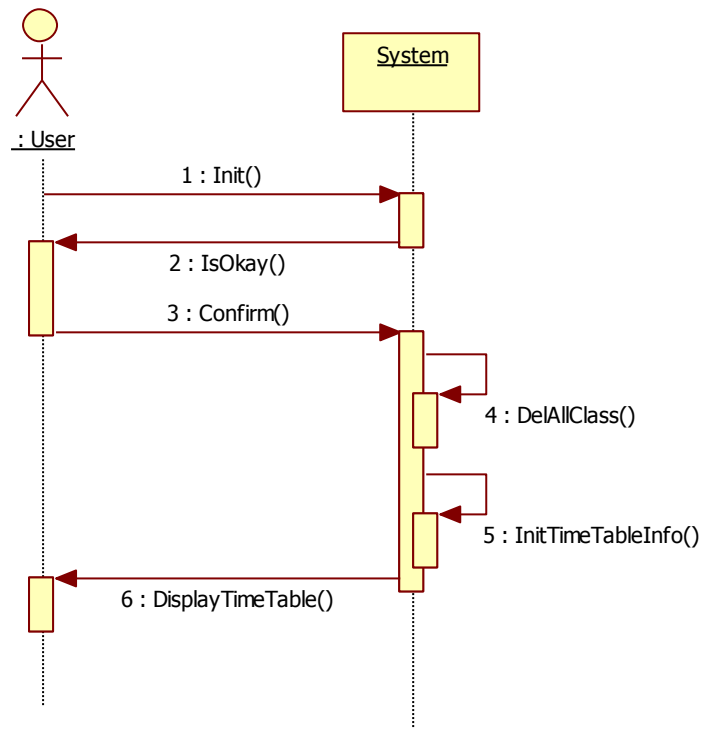 System
: User
1 : Init()
2 : IsOkay()
3 : Confirm()
4 : DelAllClass()
5 : InitTimeTableInfo()
6 : DisplayTimeTable()